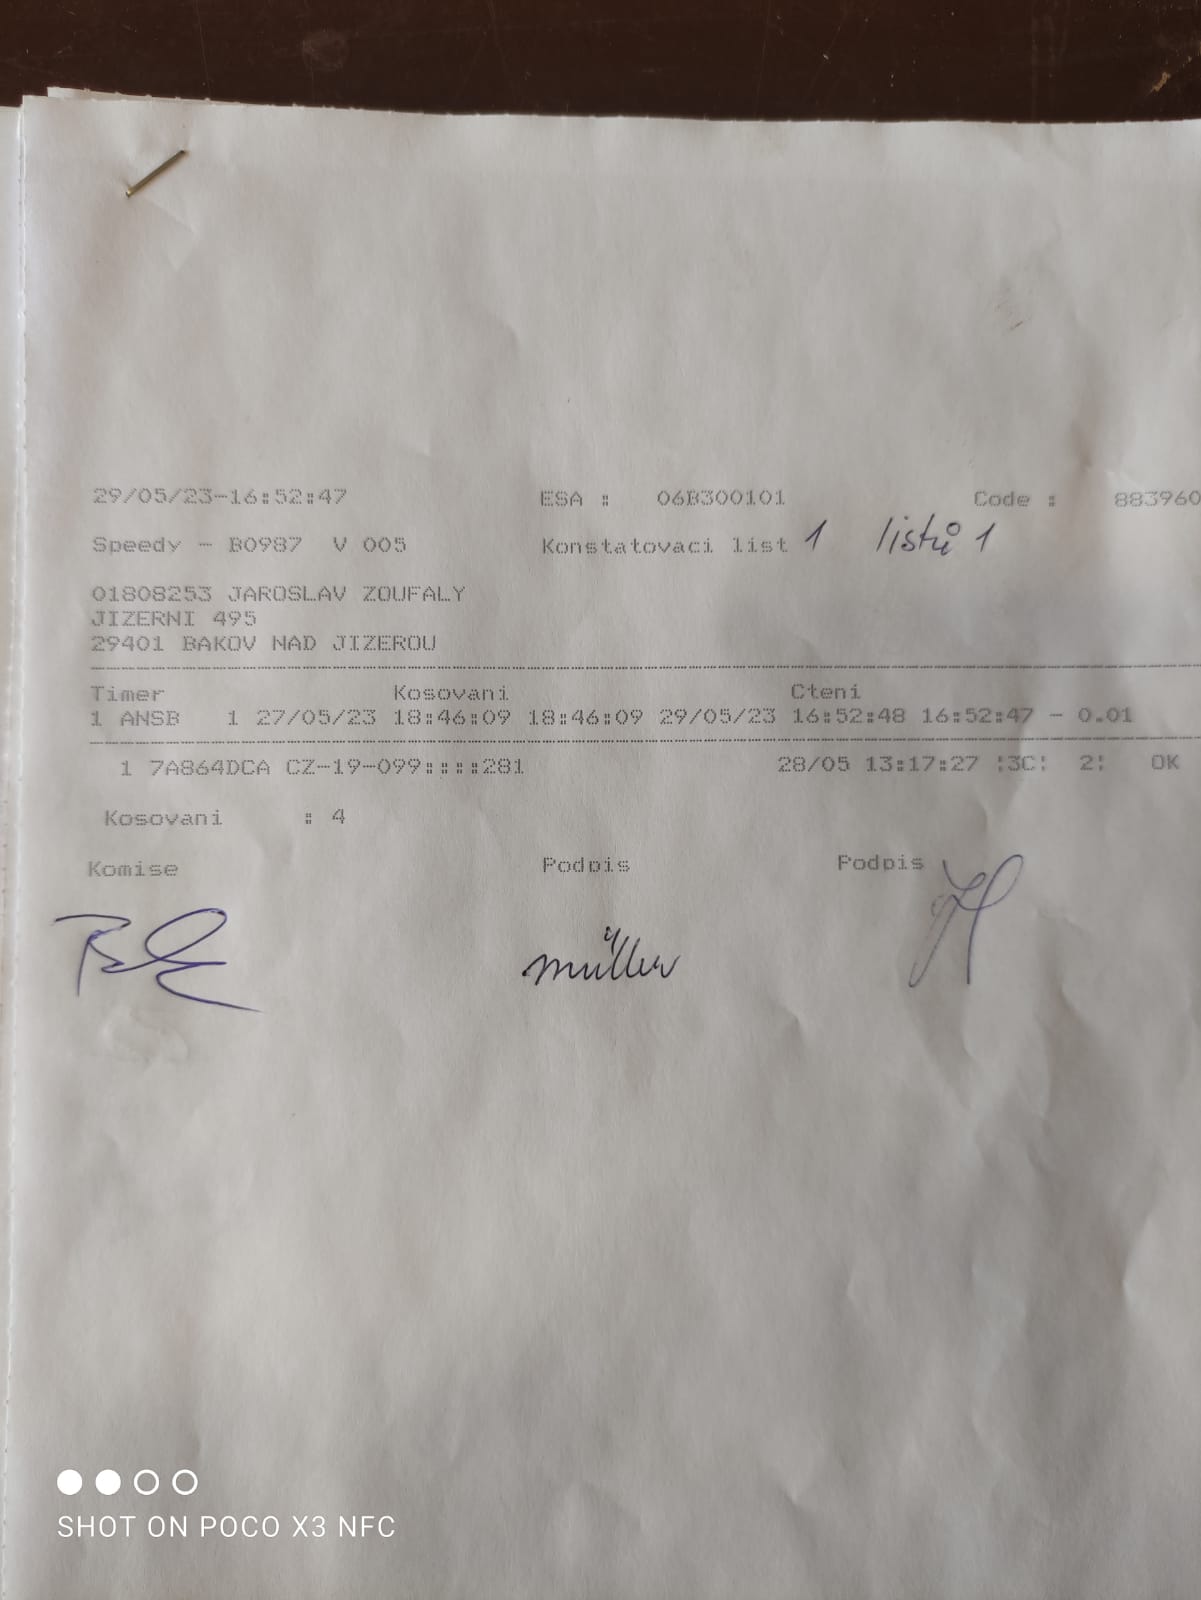 29/05/23-16:52:47 ESA : 06B300101 Code : 883960
Speedy - B0987 V 005 Konstatovaci list 1 listů 1
01808253 JAROSLAV ZOUFALY
JIZERNI 495
29401 BAKOV NAD JIZEROU
Timer Kosovani Cteni
1 ANSB 1 27/05/23 18:46:09 18:46:09 29/05/23 16:52:48 16:52:47 - 0.01
1 7A864DCA CZ-19-099::::281 28/05 13:17:27 ¦3C¦ 2¦ OK
Kosovani : 4
Komise Podpis Podpis
müller
SHOT ON POCO X3 NFC